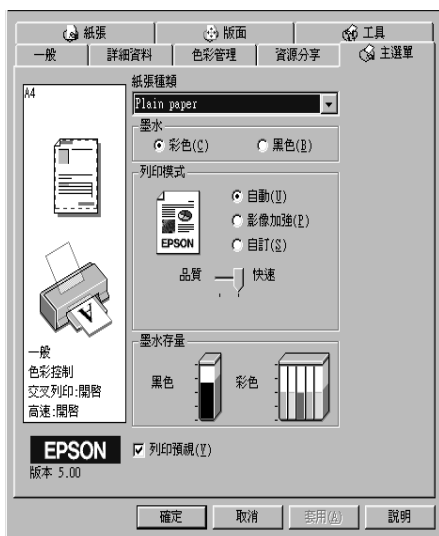 紙張 版面 工具
一般 詳細資料 色彩管理 資源分享 主選單
A4
紙張種類
Plain paper
墨水
彩色(C) 黑色(B)
列印模式
自動(U)
影像加強(P)
自訂(S)
EPSON
品質 快速
墨水存量
黑色 彩色
一般
色彩控制
交叉列印:開啓
高速:開啓
EPSON
版本 5.00
列印預視(V)
確定 取消 套用(A) 說明